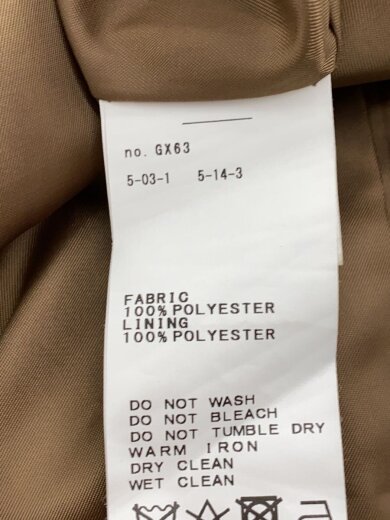 no. GX63
5-03-1 5-14-3
FABRIC
100% POLYESTER
LINING
100% POLYESTER
DO NOT WASH
DO NOT BLEACH
DO NOT TUMBLE DRY
WARM IRON
DRY CLEAN
WET CLEAN